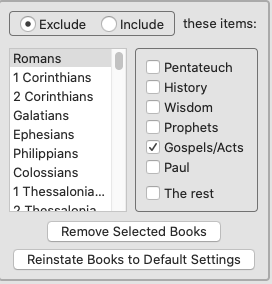 Exclude Include these items:
Romans
1 Corinthians
2 Corinthians
Galatians
Ephesians
Philippians
Colossians
1 Thessalonia...
2 Thessalonia...
Pentateuch
History
Wisdom
Prophets
Gospels/Acts
Paul
The rest
Remove Selected Books
Reinstate Books to Default Settings